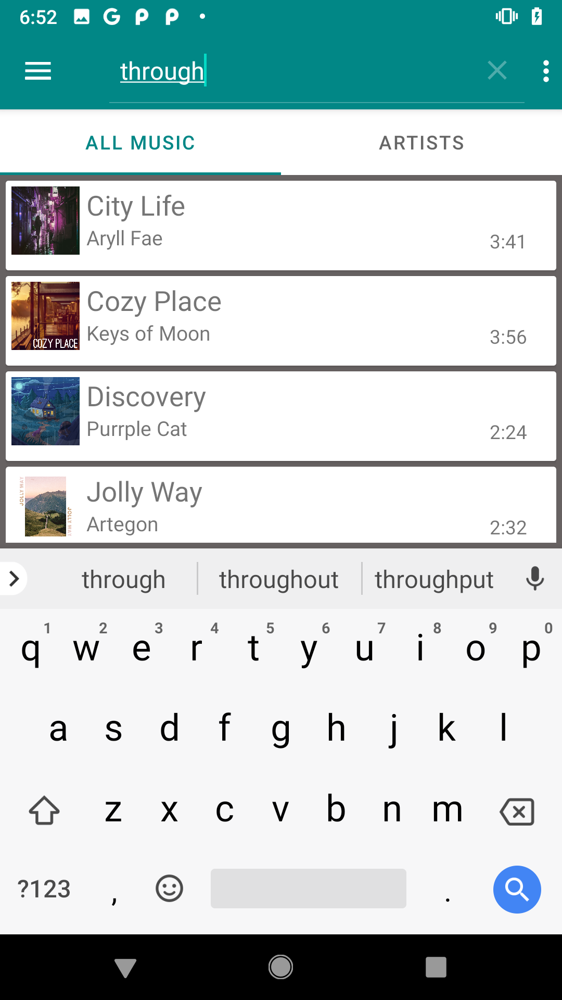 6:52
through
ALL MUSIC
ARTISTS
City Life
Aryll Fae
3:41
COZY PLACE
Cozy Place
Keys of Moon
3:56
Discovery
Purrple Cat
2:24
JOLLY WAY
JOLLY WAY
Jolly Way
Artegon
2:32
through throughout throughput
1 2 3 4 5 6 7 8 9 0
q w e r t y u i o p
a s d f g h j k l
z x c v b n m
?123 , .